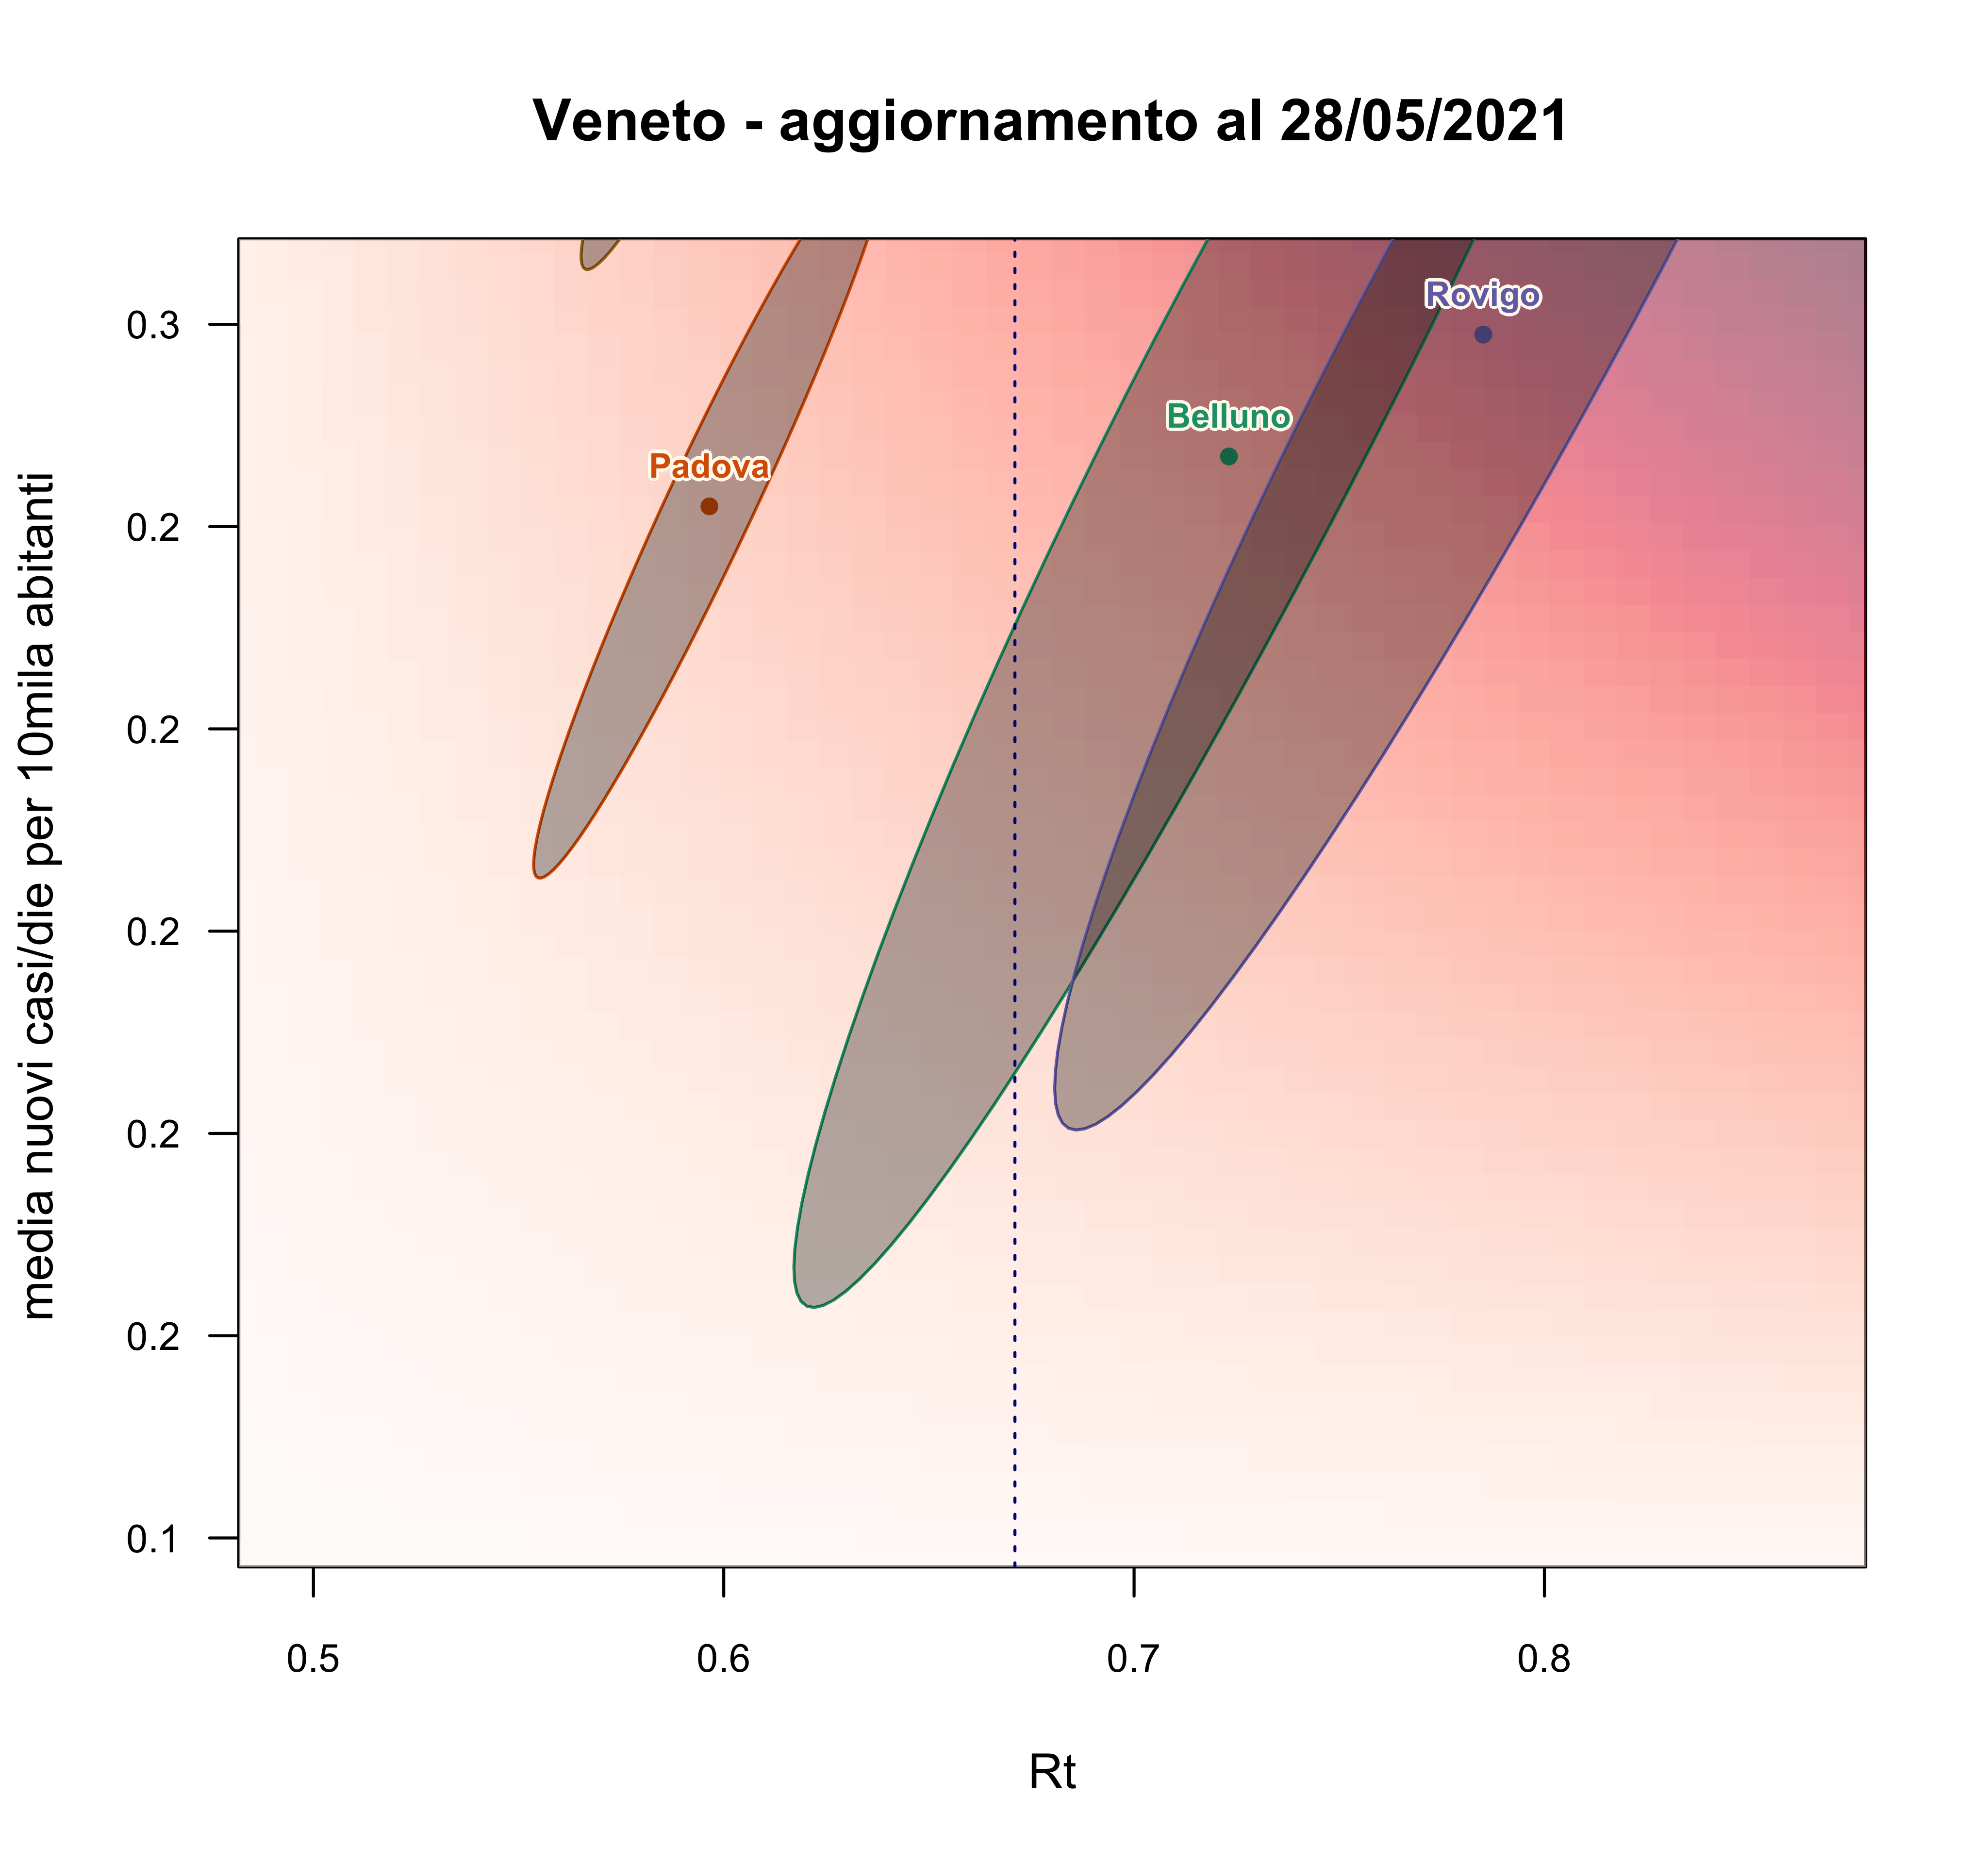 Veneto - aggiornamento al 28/05/2021
media nuovi casi/die per 10mila abitanti
0.3
0.2
0.2
0.2
0.2
0.2
0.1
Rovigo
Belluno
Padova
0.5
0.6
0.7
0.8
Rt